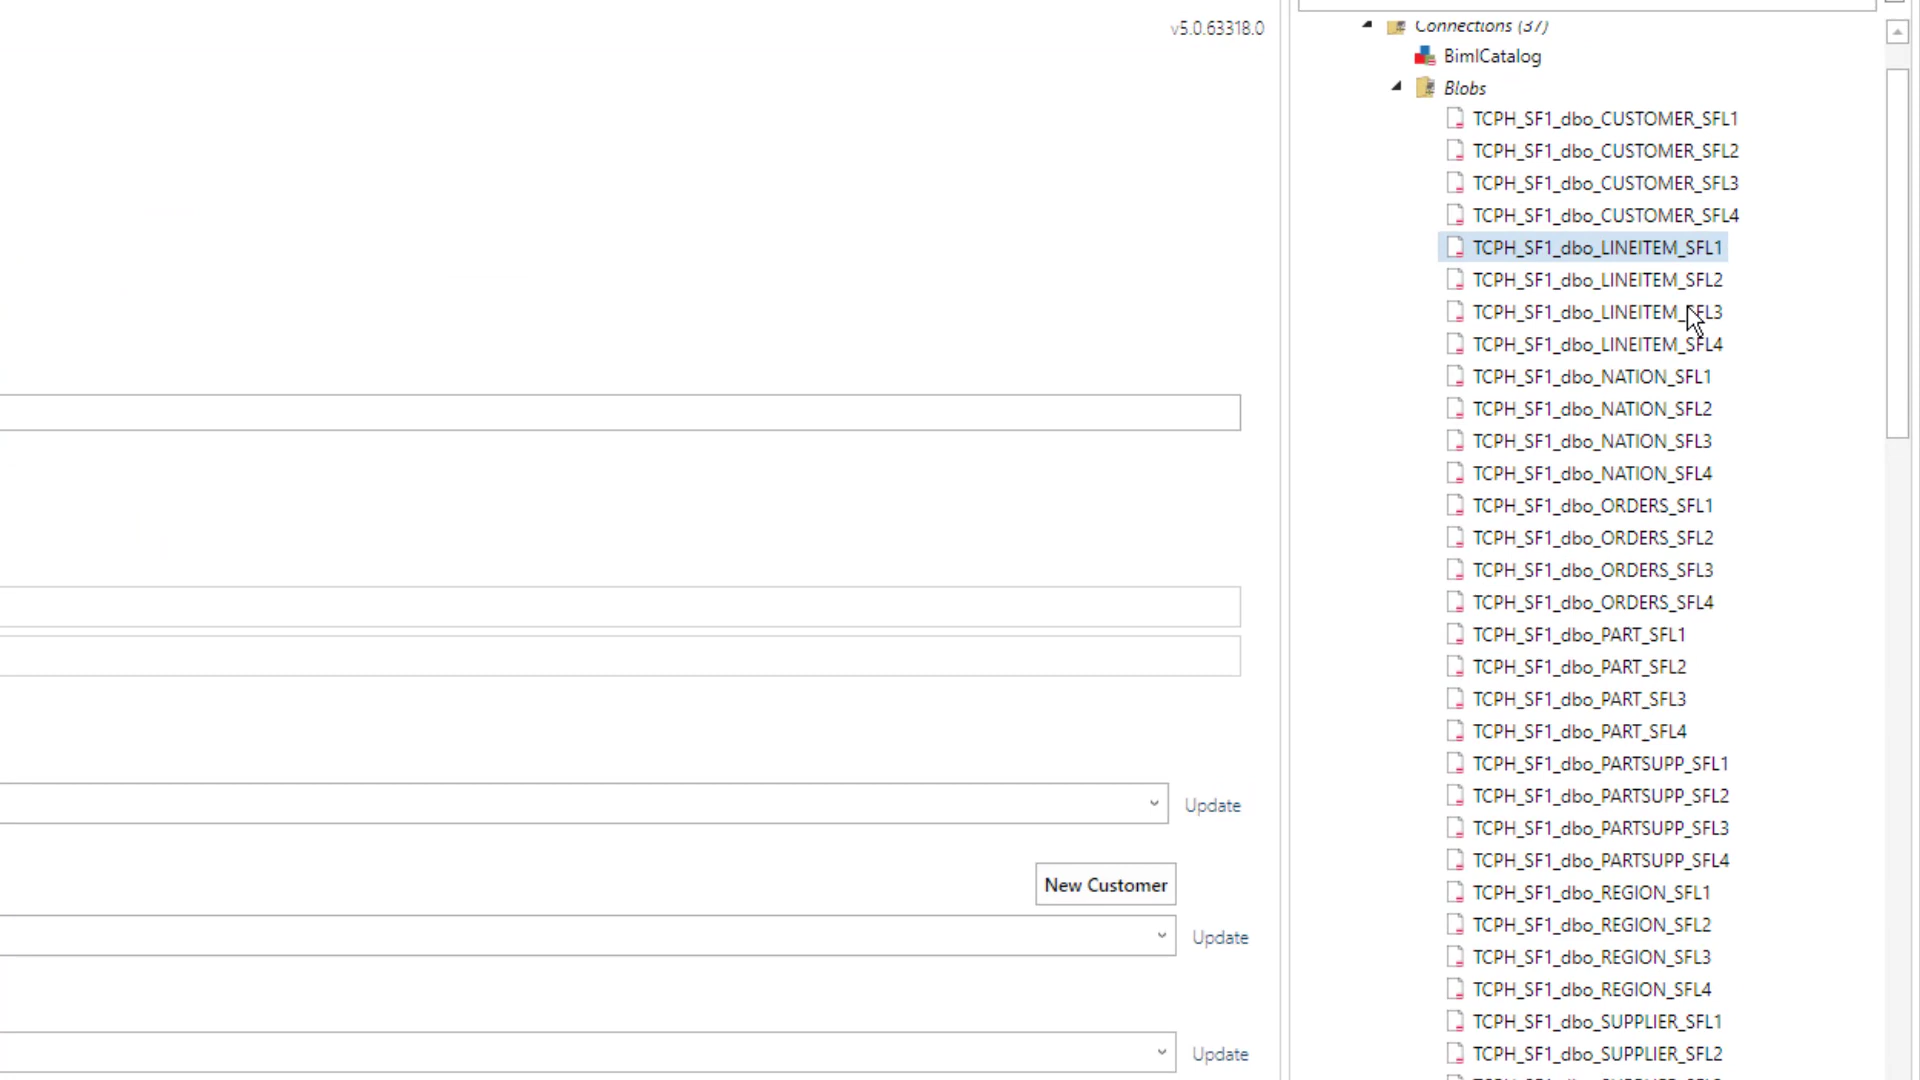 v5.0.63318.0
Update
New Customer
Update
Update
Connections (37)
BimlCatalog
Blobs
TCPH_SF1_dbo_CUSTOMER_SFL1
TCPH_SF1_dbo_CUSTOMER_SFL2
TCPH_SF1_dbo_CUSTOMER_SFL3
TCPH_SF1_dbo_CUSTOMER_SFL4
TCPH_SF1_dbo_LINEITEM_SFL1
TCPH_SF1_dbo_LINEITEM_SFL2
TCPH_SF1_dbo_LINEITEM_SFL3
TCPH_SF1_dbo_LINEITEM_SFL4
TCPH_SF1_dbo_NATION_SFL1
TCPH_SF1_dbo_NATION_SFL2
TCPH_SF1_dbo_NATION_SFL3
TCPH_SF1_dbo_NATION_SFL4
TCPH_SF1_dbo_ORDERS_SFL1
TCPH_SF1_dbo_ORDERS_SFL2
TCPH_SF1_dbo_ORDERS_SFL3
TCPH_SF1_dbo_ORDERS_SFL4
TCPH_SF1_dbo_PART_SFL1
TCPH_SF1_dbo_PART_SFL2
TCPH_SF1_dbo_PART_SFL3
TCPH_SF1_dbo_PART_SFL4
TCPH_SF1_dbo_PARTSUPP_SFL1
TCPH_SF1_dbo_PARTSUPP_SFL2
TCPH_SF1_dbo_PARTSUPP_SFL3
TCPH_SF1_dbo_PARTSUPP_SFL4
TCPH_SF1_dbo_REGION_SFL1
TCPH_SF1_dbo_REGION_SFL2
TCPH_SF1_dbo_REGION_SFL3
TCPH_SF1_dbo_REGION_SFL4
TCPH_SF1_dbo_SUPPLIER_SFL1
TCPH_SF1_dbo_SUPPLIER_SFL2